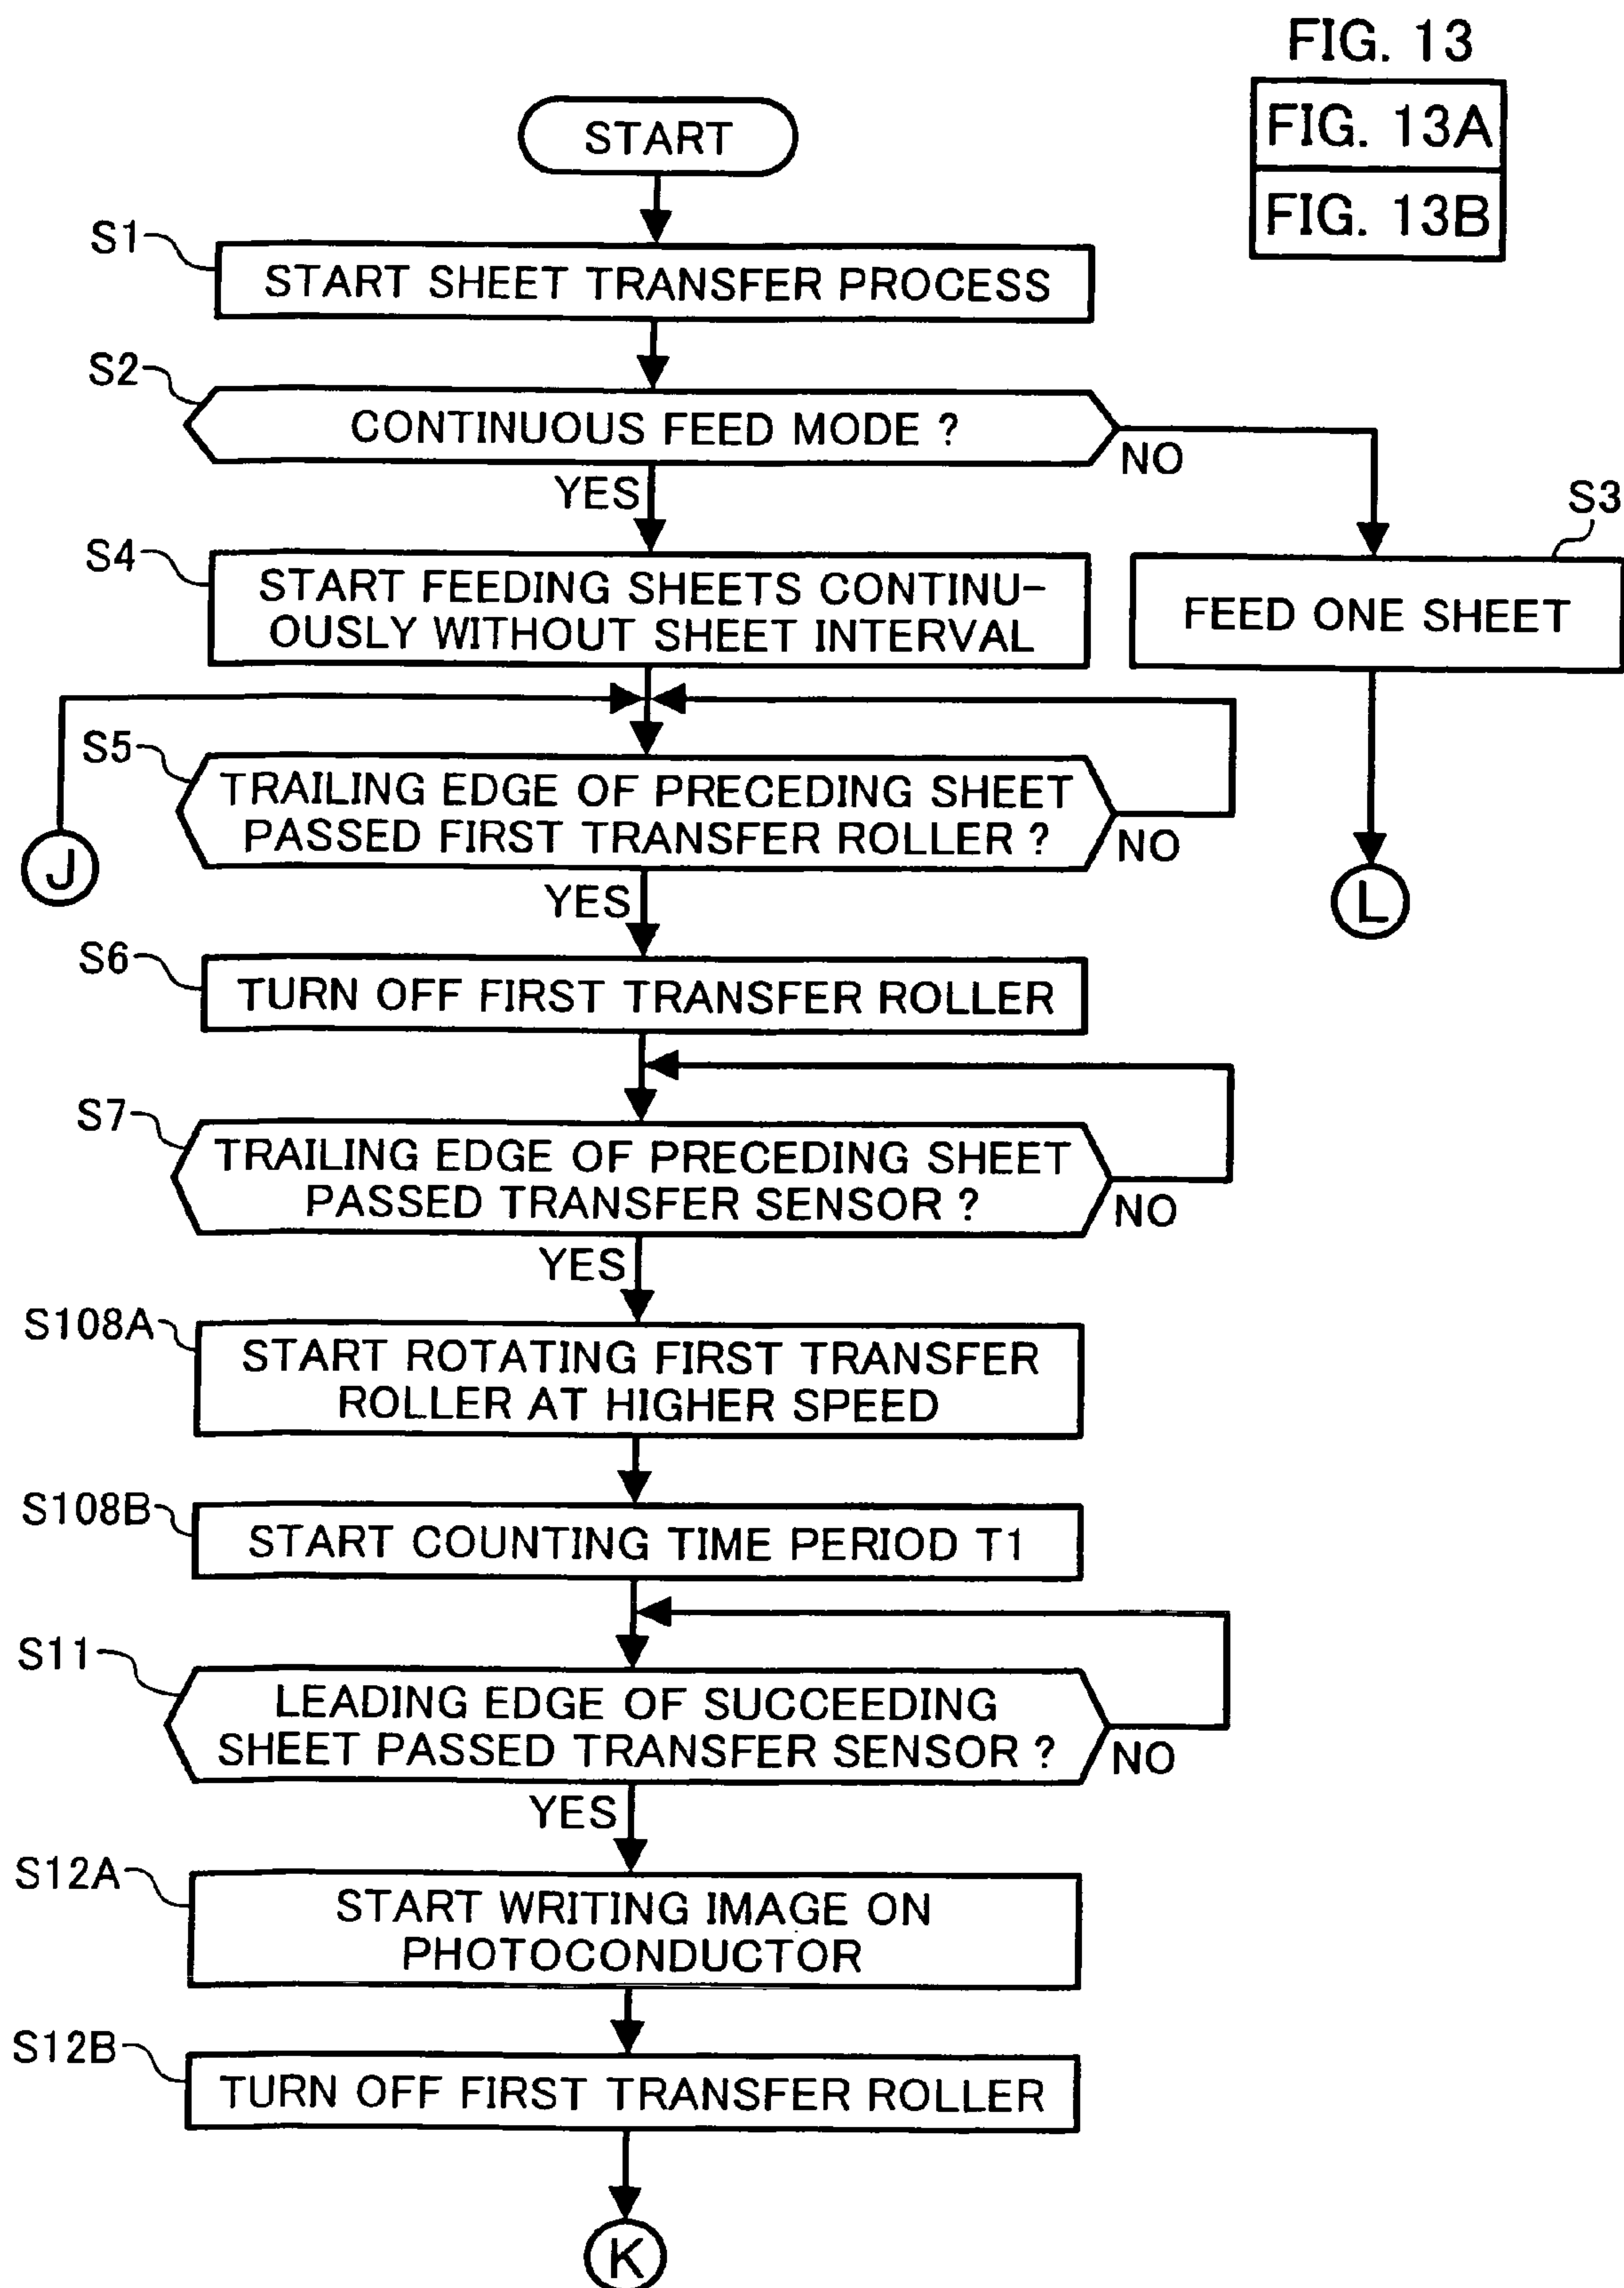 FIG. 13
FIG. 13A
FIG. 13B
START
S1
START SHEET TRANSFER PROCESS
S2
CONTINUOUS FEED MODE ?
NO
YES
S3
FEED ONE SHEET
L
S4
START FEEDING SHEETS CONTINU-
OUSLY WITHOUT SHEET INTERVAL
J
S5
TRAILING EDGE OF PRECEDING SHEET
PASSED FIRST TRANSFER ROLLER ?
NO
YES
S6
TURN OFF FIRST TRANSFER ROLLER
S7
TRAILING EDGE OF PRECEDING SHEET
PASSED TRANSFER SENSOR ?
NO
YES
S108A
START ROTATING FIRST TRANSFER
ROLLER AT HIGHER SPEED
S108B
START COUNTING TIME PERIOD T1
S11
LEADING EDGE OF SUCCEEDING
SHEET PASSED TRANSFER SENSOR ?
NO
YES
S12A
START WRITING IMAGE ON
PHOTOCONDUCTOR
S12B
TURN OFF FIRST TRANSFER ROLLER
K